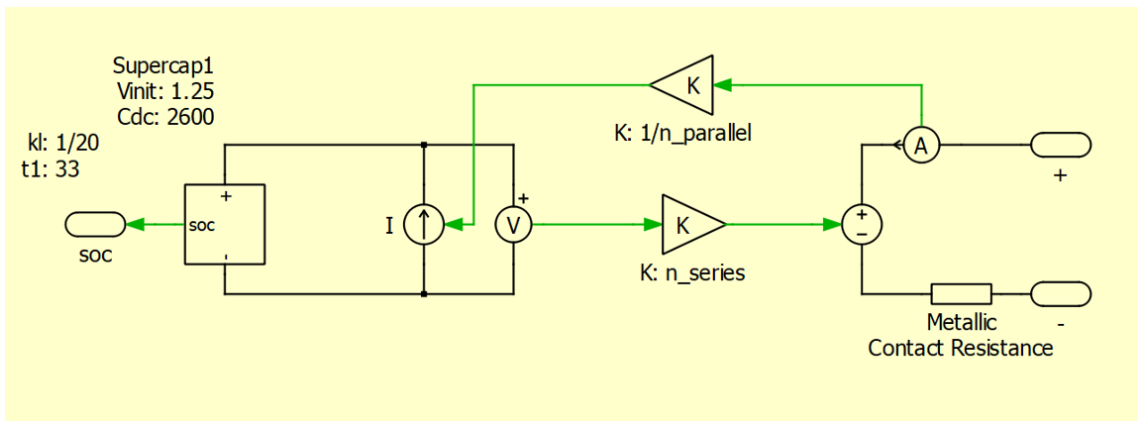 Supercap1
Vinit: 1.25
Cdc: 2600
kl: 1/20
t1: 33
+
soc
-
soc
I
V
+
K
K: 1/n_parallel
K
K: n_series
A
+
+
−
-
Metallic
Contact Resistance